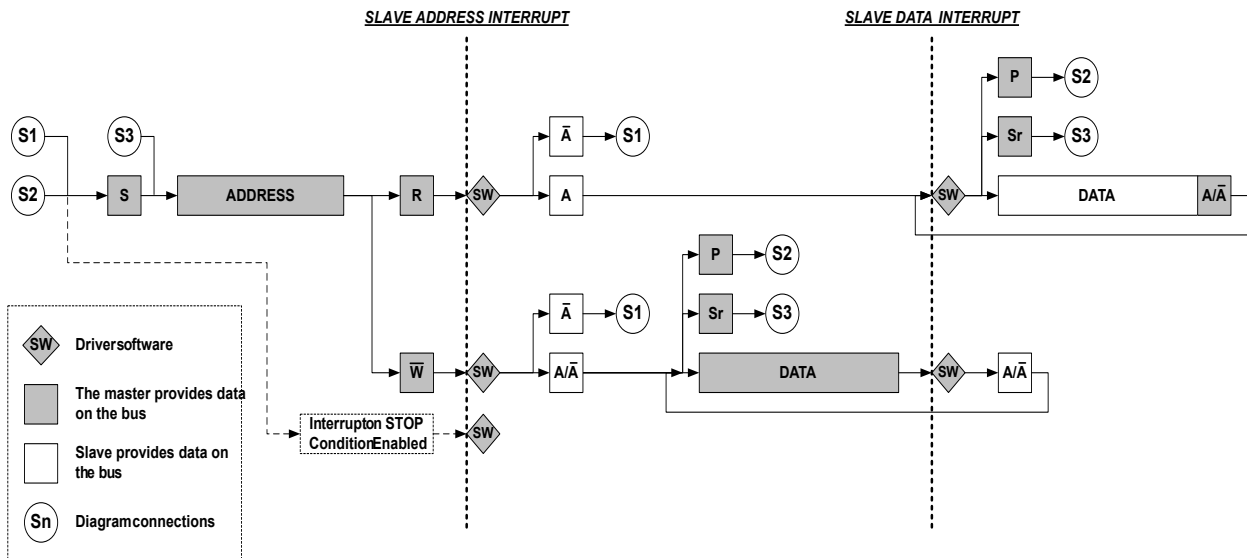 SLAVE ADDRESS INTERRUPT
SLAVE DATA INTERRUPT
P
S2
S1
S3
Ā
S1
Sr
S3
S2
S
ADDRESS
R
SW
A
SW
DATA
A/Ā
P
S2
Ā
S1
Sr
S3
W̅
SW
A/Ā
DATA
SW
A/Ā
Interrupton STOP
ConditionEnabled
SW
SW
Driversoftware
The master provides data
on the bus
Slave provides data on
the bus
Sn
Diagramconnections